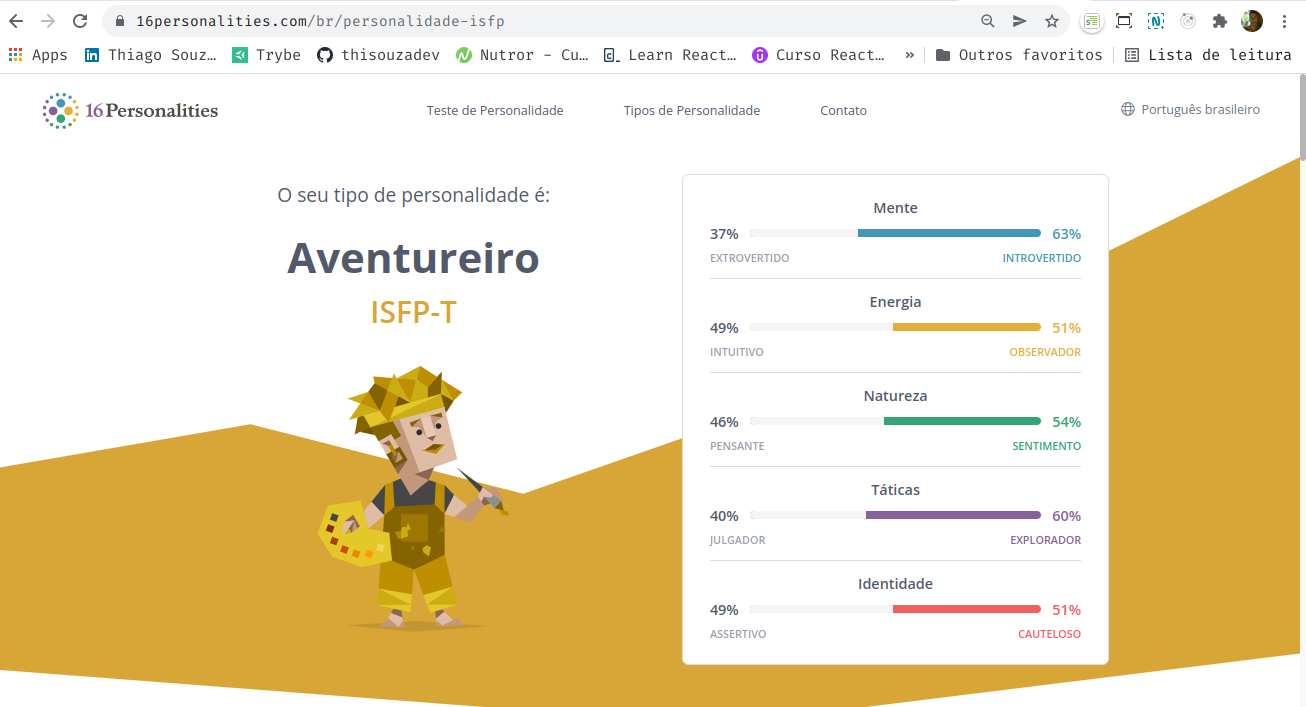 16personalities.com/br/personalidade-isfp
Apps
Thiago Souz…
Trybe
thisouzadev
Nutror – Cu…
Learn React…
Curso React…
»
Outros favoritos
Lista de leitura
16Personalities
Teste de Personalidade
Tipos de Personalidade
Contato
Português brasileiro
O seu tipo de personalidade é:
Aventureiro
ISFP-T
Mente
37% 63%
EXTROVERTIDO INTROVERTIDO
Energia
49% 51%
INTUITIVO OBSERVADOR
Natureza
46% 54%
PENSANTE SENTIMENTO
Táticas
40% 60%
JULGADOR EXPLORADOR
Identidade
49% 51%
ASSERTIVO CAUTELOSO